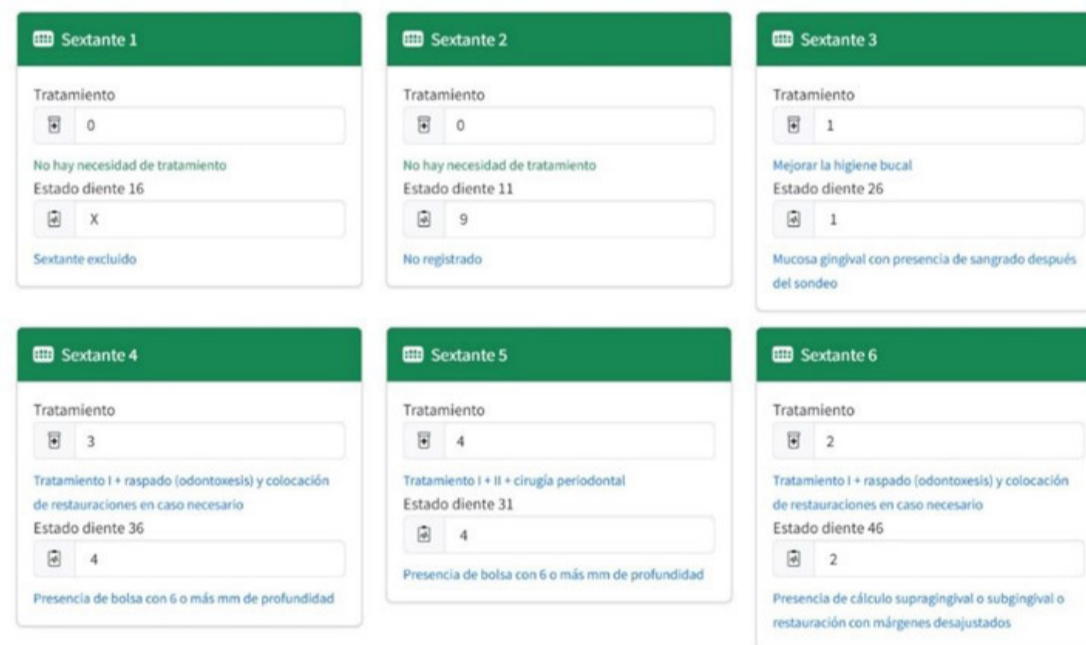 Sextante 1
Tratamiento
0
No hay necesidad de tratamiento
Estado diente 16
X
Sextante excluido
Sextante 2
Tratamiento
0
No hay necesidad de tratamiento
Estado diente 11
9
No registrado
Sextante 3
Tratamiento
1
Mejorar la higiene bucal
Estado diente 26
1
Mucosa gingival con presencia de sangrado después
del sondeo
Sextante 4
Tratamiento
3
Tratamiento I + raspado (odontoxesis) y colocación
de restauraciones en caso necesario
Estado diente 36
4
Presencia de bolsa con 6 o más mm de profundidad
Sextante 5
Tratamiento
4
Tratamiento I + II + cirugía periodontal
Estado diente 31
4
Presencia de bolsa con 6 o más mm de profundidad
Sextante 6
Tratamiento
2
Tratamiento I + raspado (odontoxesis) y colocación
de restauraciones en caso necesario
Estado diente 46
2
Presencia de cálculo supragingival o subgingival o
restauración con márgenes desajustados